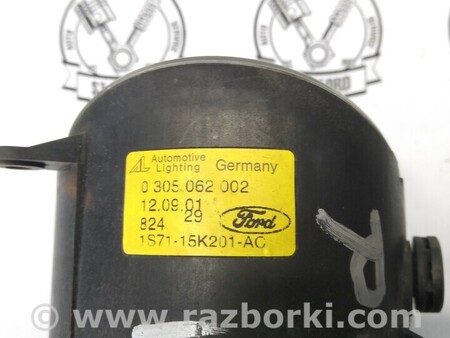 AL Automotive Lighting Germany
0 305 062 002
12.09.01
824 29 Ford
1S71-15K201-AC
R
© www.razborki.com